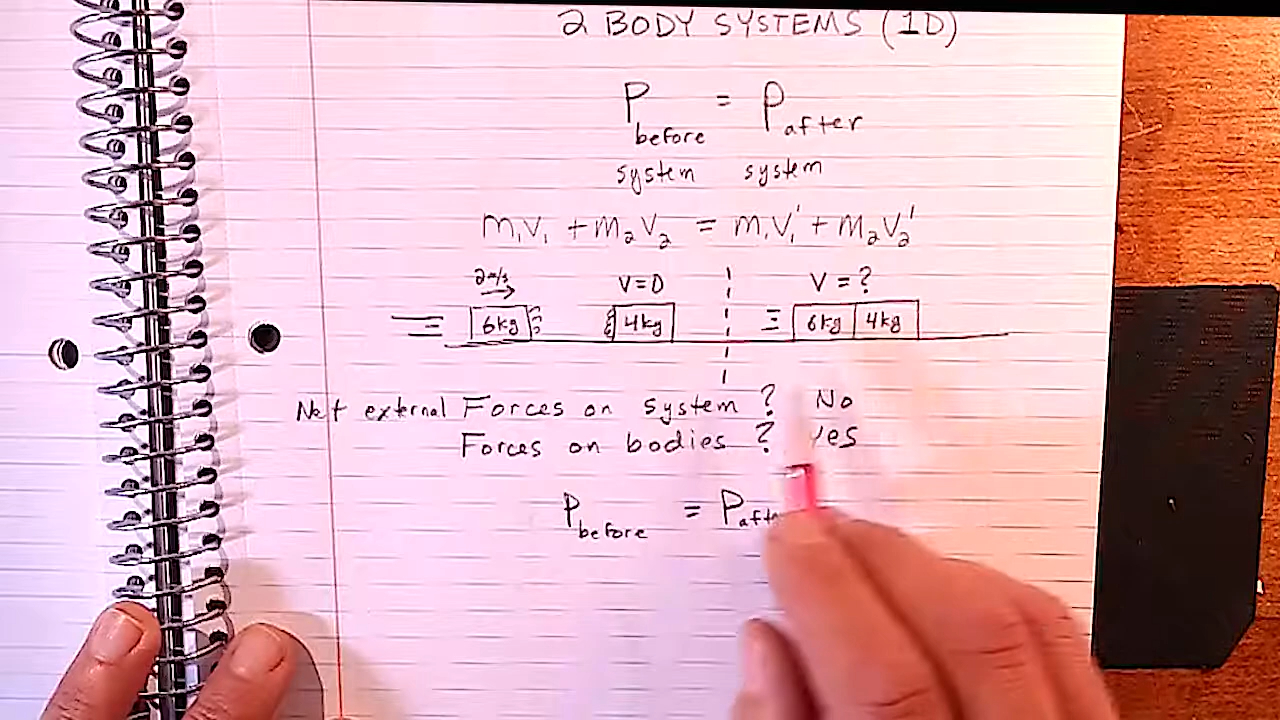 2 BODY SYSTEMS (1D)
P before = P after
system system
m₁v₁ + m₂v₂ = m₁v₁' + m₂v₂'
2m/s V=0 V=?
6kg 4kg 6kg 4kg
Net external Forces on system? No
Forces on bodies? Yes
P before = P